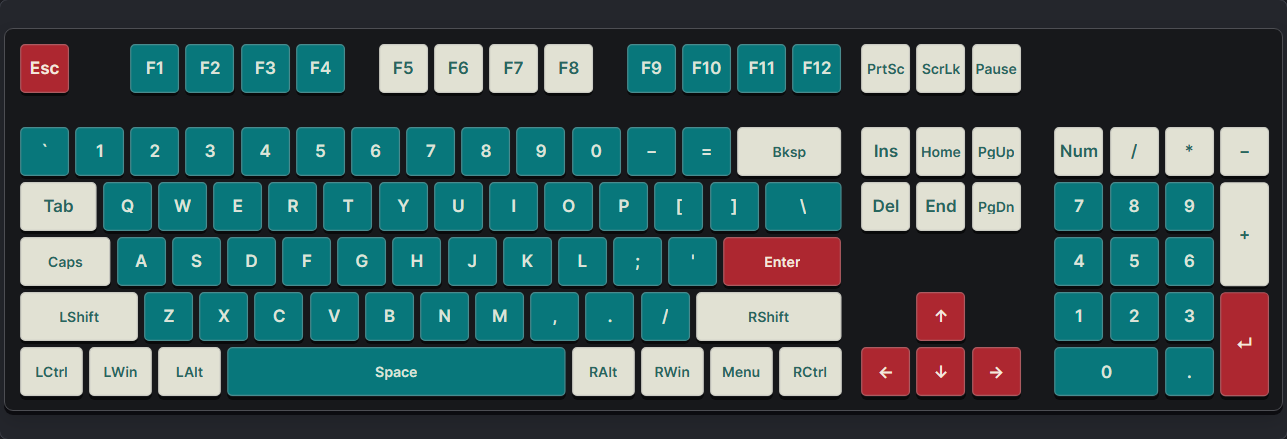 Esc F1 F2 F3 F4 F5 F6 F7 F8 F9 F10 F11 F12 PrtSc ScrLk Pause
` 1 2 3 4 5 6 7 8 9 0 − = Bksp Ins Home PgUp Num / * −
Tab Q W E R T Y U I O P [ ] \ Del End PgDn 7 8 9 +
Caps A S D F G H J K L ; ' Enter 4 5 6
LShift Z X C V B N M , . / RShift ↑ 1 2 3 ↵
LCtrl LWin LAlt Space RAlt RWin Menu RCtrl ← ↓ → 0 .